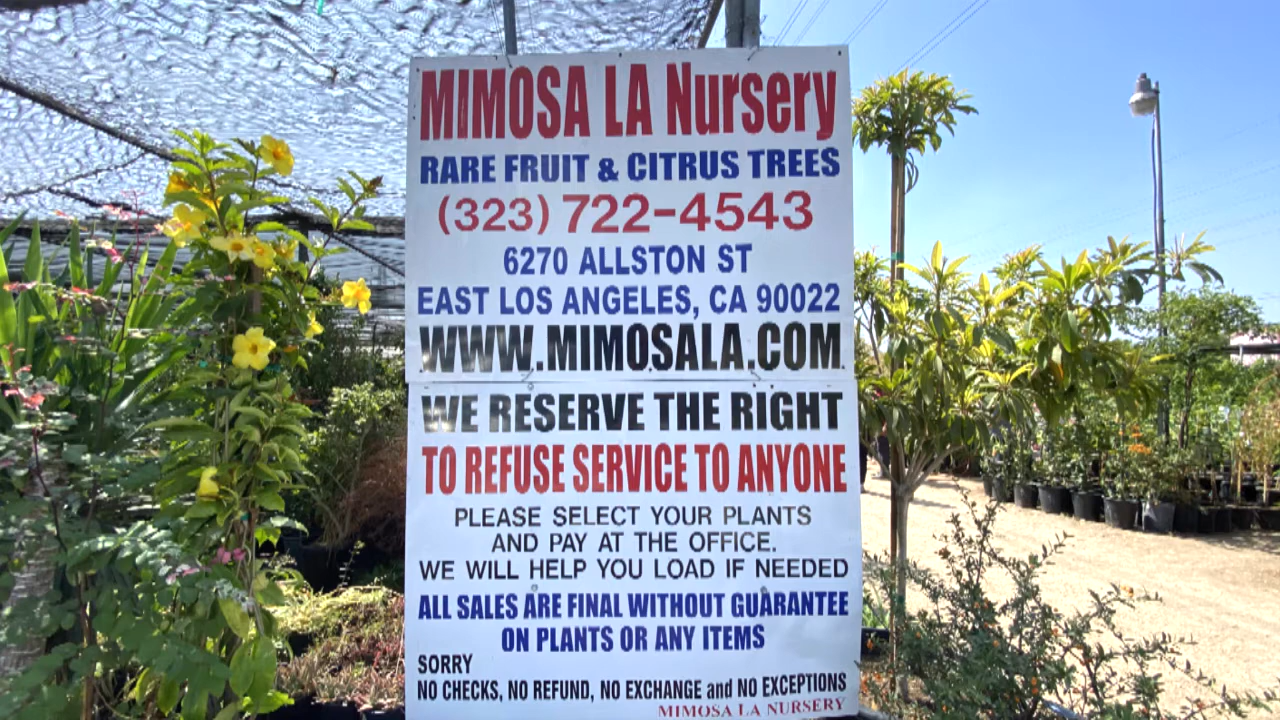 MIMOSA LA Nursery
RARE FRUIT & CITRUS TREES
(323) 722-4543
6270 ALLSTON ST
EAST LOS ANGELES, CA 90022
WWW.MIMOSALA.COM
WE RESERVE THE RIGHT
TO REFUSE SERVICE TO ANYONE
PLEASE SELECT YOUR PLANTS
AND PAY AT THE OFFICE.
WE WILL HELP YOU LOAD IF NEEDED
ALL SALES ARE FINAL WITHOUT GUARANTEE
ON PLANTS OR ANY ITEMS
SORRY
NO CHECKS, NO REFUND, NO EXCHANGE and NO EXCEPTIONS
MIMOSA LA NURSERY